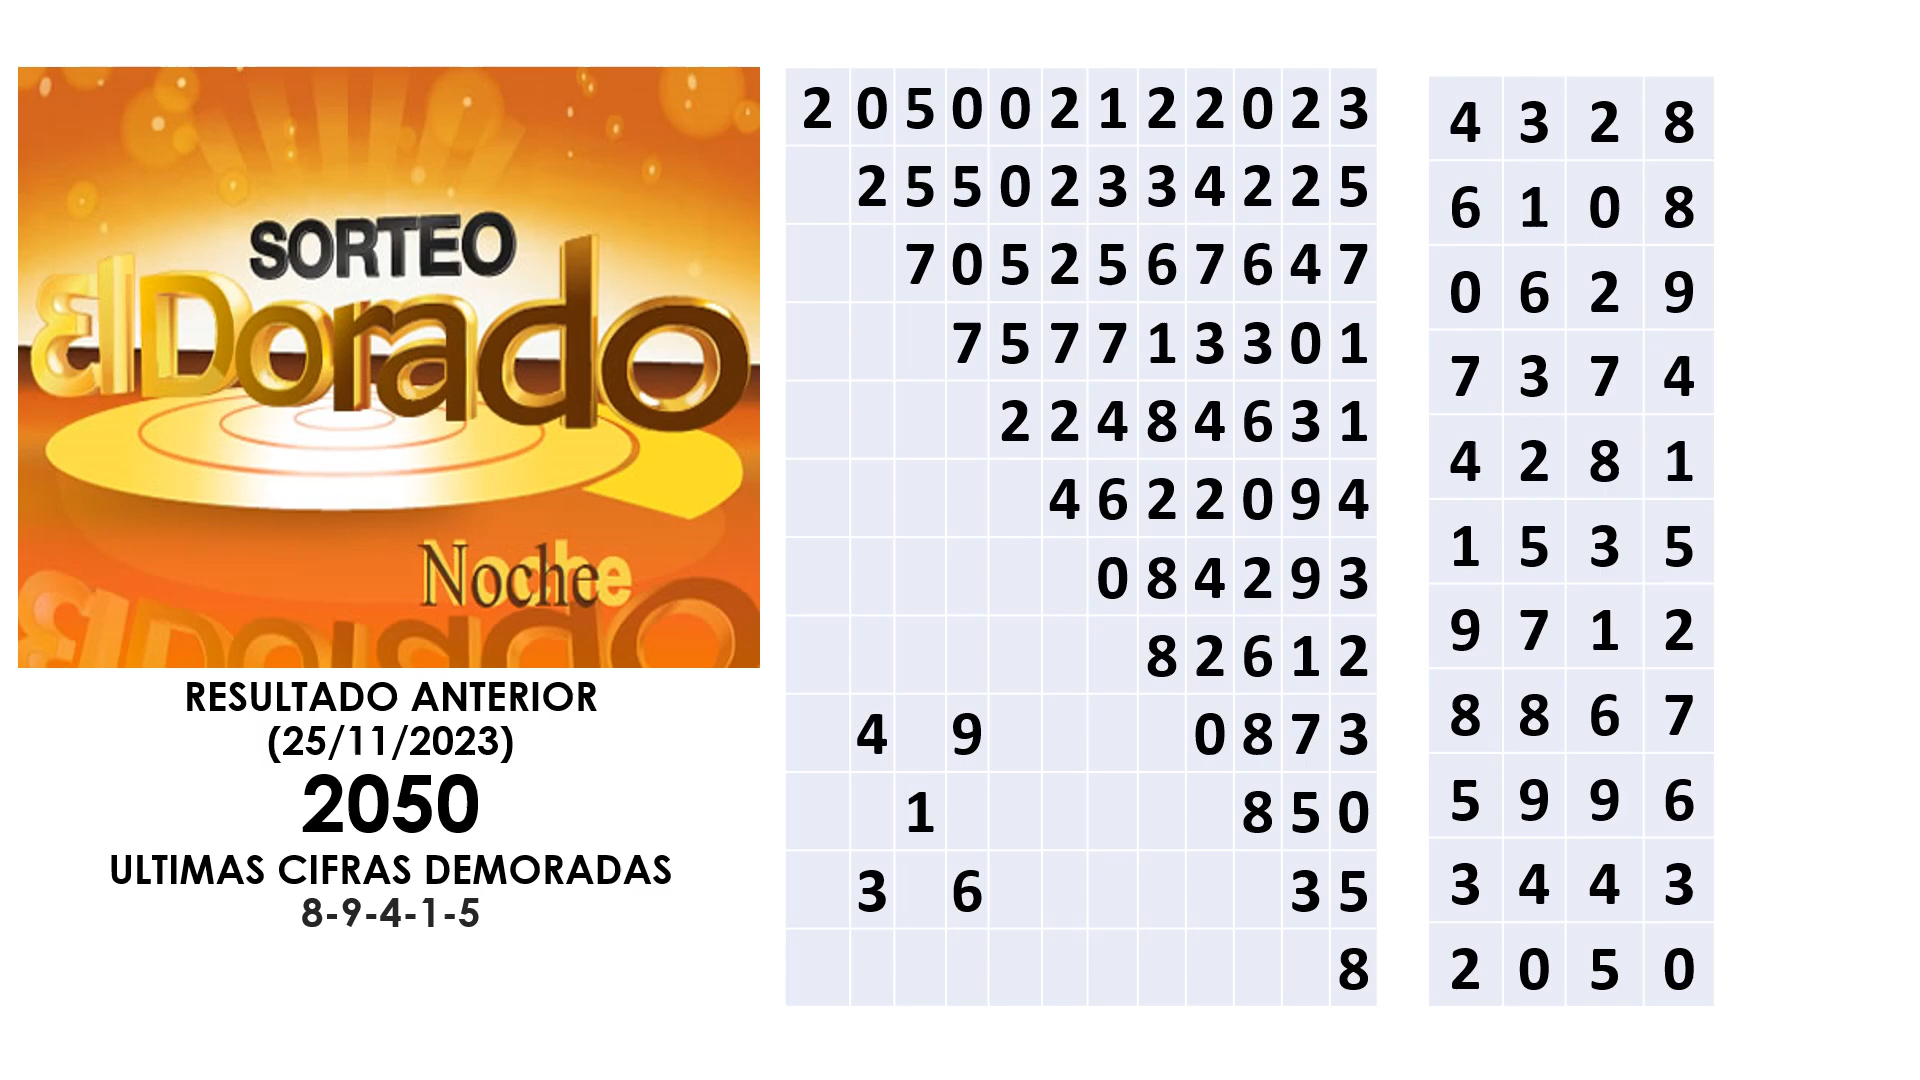 SORTEO
El Dorado
Noche
RESULTADO ANTERIOR
(25/11/2023)
2050
ULTIMAS CIFRAS DEMORADAS
8-9-4-1-5
2 0 5 0 0 2 1 2 2 0 2 3
2 5 5 0 2 3 3 4 2 2 5
7 0 5 2 5 6 7 6 4 7
7 5 7 7 1 3 3 0 1
2 2 4 8 4 6 3 1
4 6 2 2 0 9 4
0 8 4 2 9 3
8 2 6 1 2
4 9 0 8 7 3
1 8 5 0
3 6 3 5
8
4 3 2 8
6 1 0 8
0 6 2 9
7 3 7 4
4 2 8 1
1 5 3 5
9 7 1 2
8 8 6 7
5 9 9 6
3 4 4 3
2 0 5 0